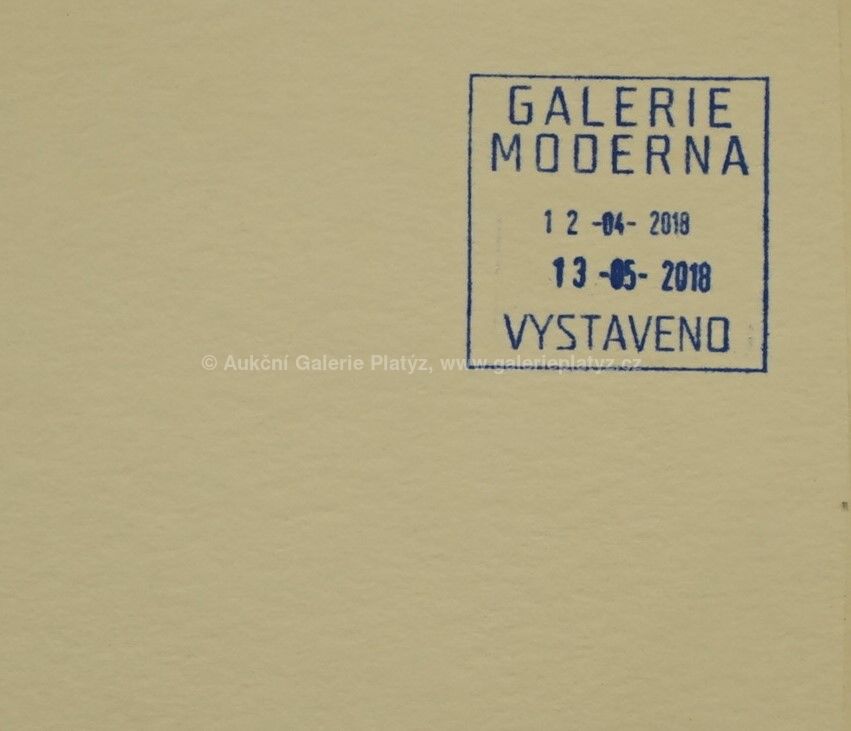 GALERIE
MODERNA
12 -04- 2018
13 -05- 2018
VYSTAVENO
© Aukční Galerie Platýz, www.galerieplatyz.cz